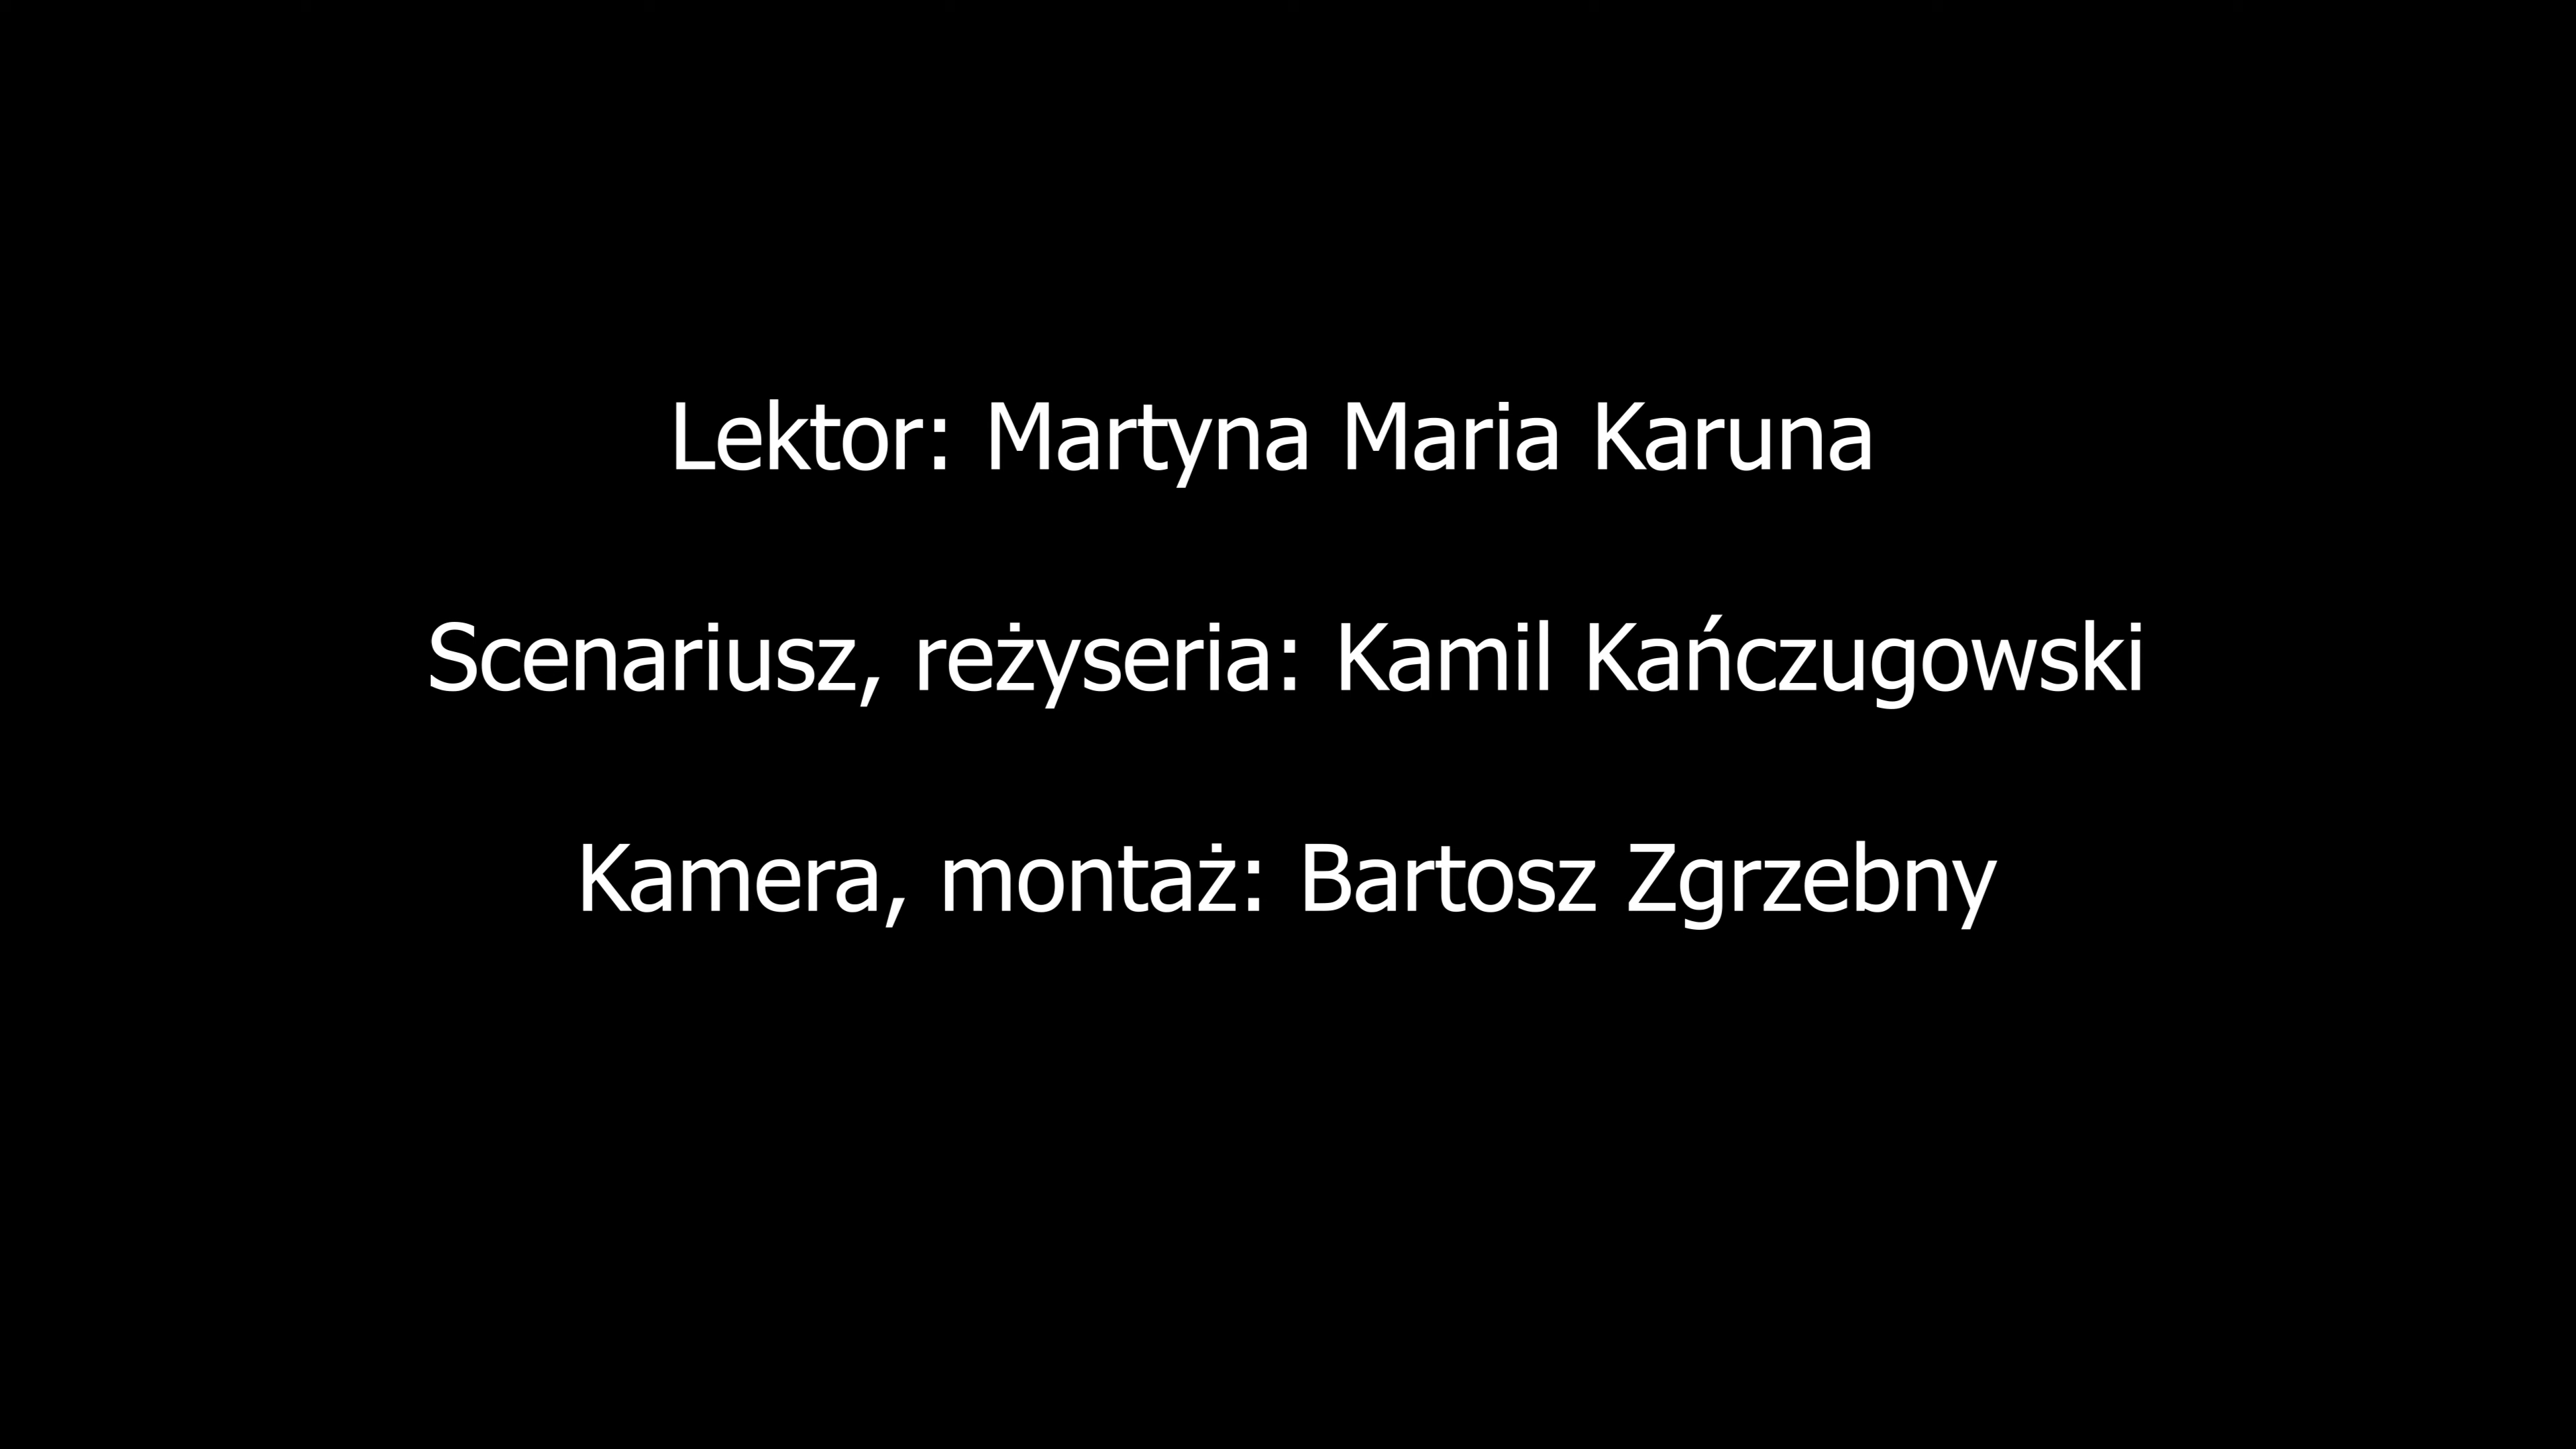 Lektor: Martyna Maria Karuna
Scenariusz, reżyseria: Kamil Kańczugowski
Kamera, montaż: Bartosz Zgrzebny